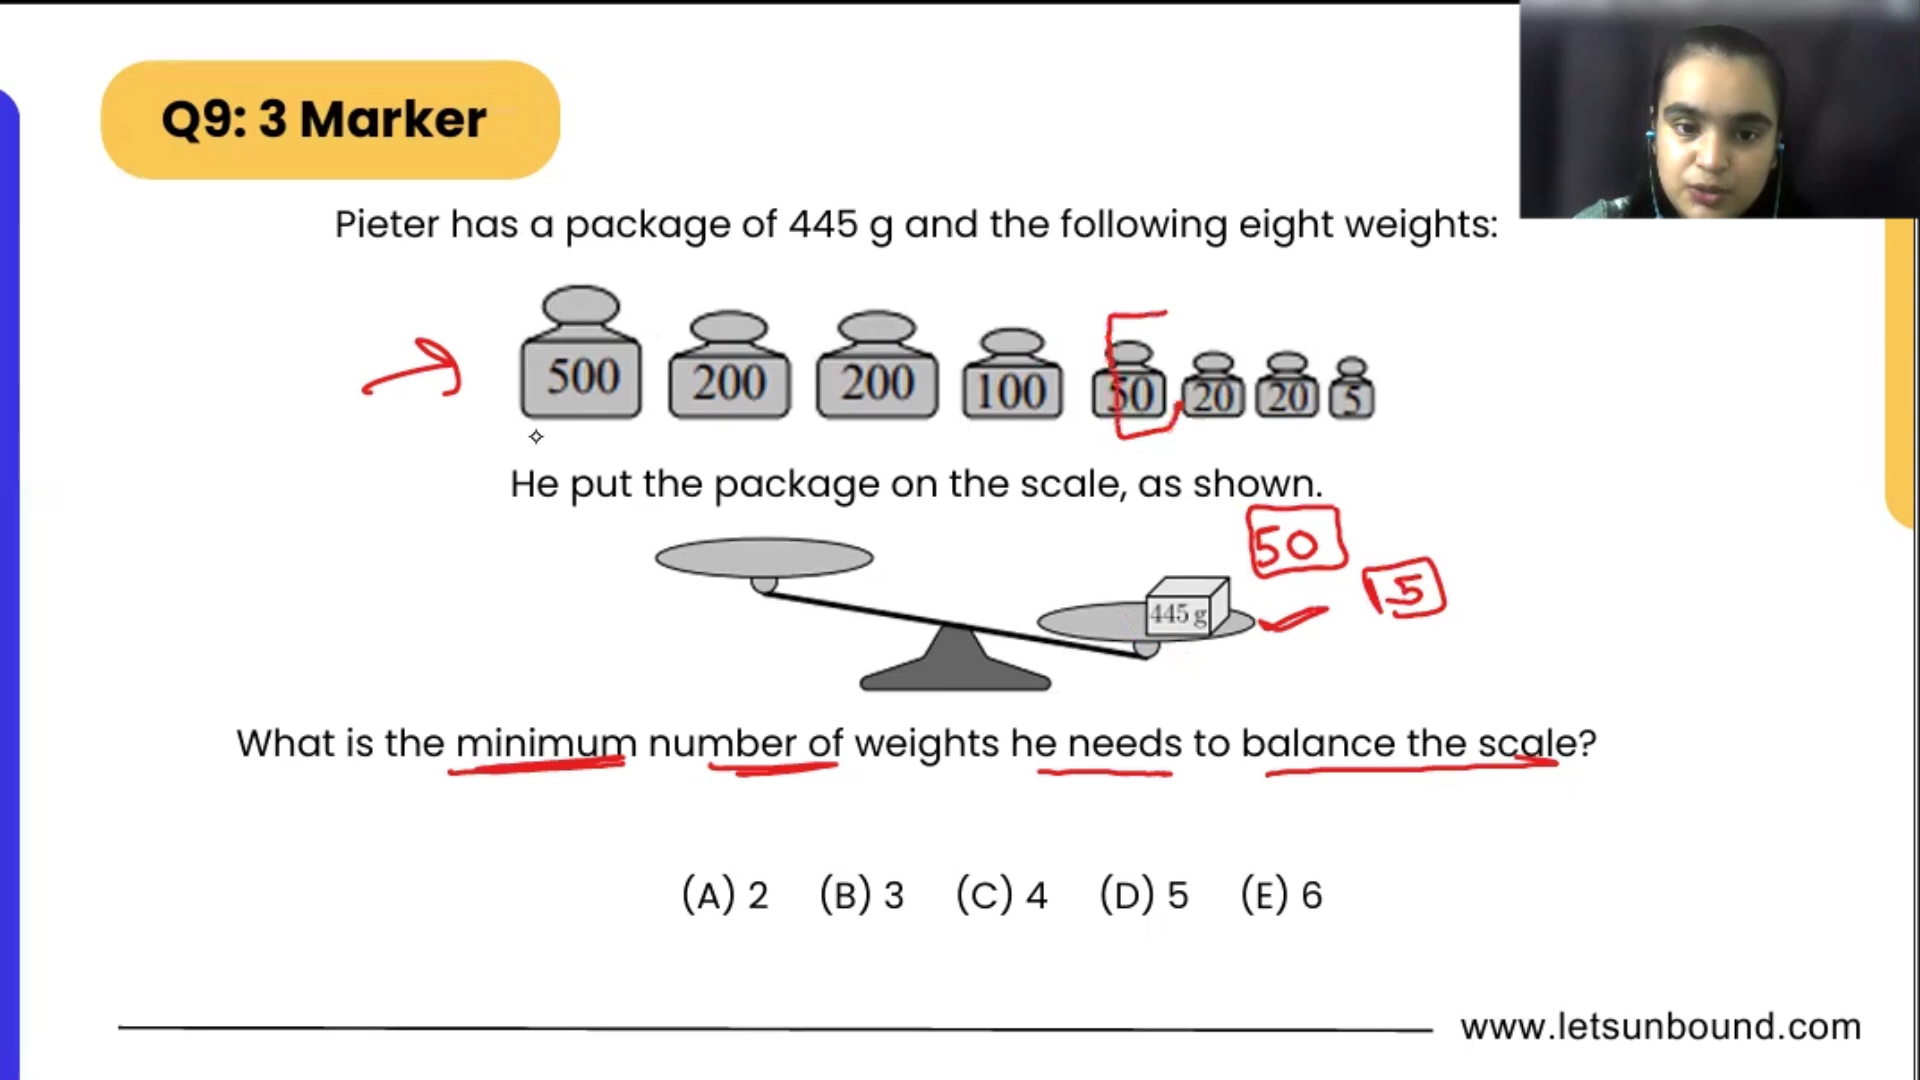 Q9: 3 Marker
Pieter has a package of 445 g and the following eight weights:
500 200 200 100 50 20 20 5
He put the package on the scale, as shown.
50
5
445 g
What is the minimum number of weights he needs to balance the scale?
(A) 2 (B) 3 (C) 4 (D) 5 (E) 6
www.letsunbound.com